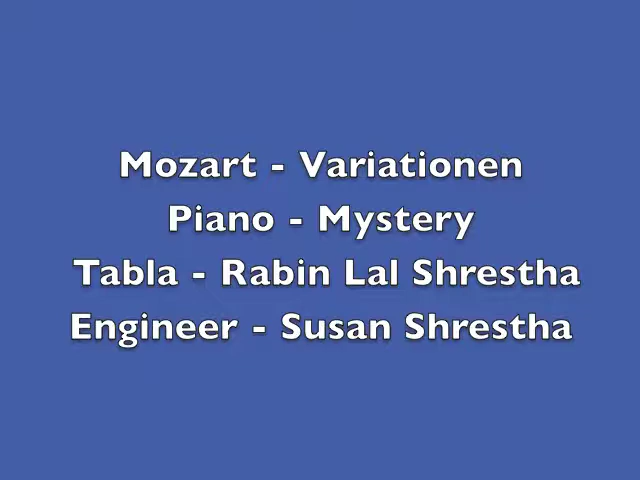 Mozart - Variationen
Piano - Mystery
Tabla - Rabin Lal Shrestha
Engineer - Susan Shrestha